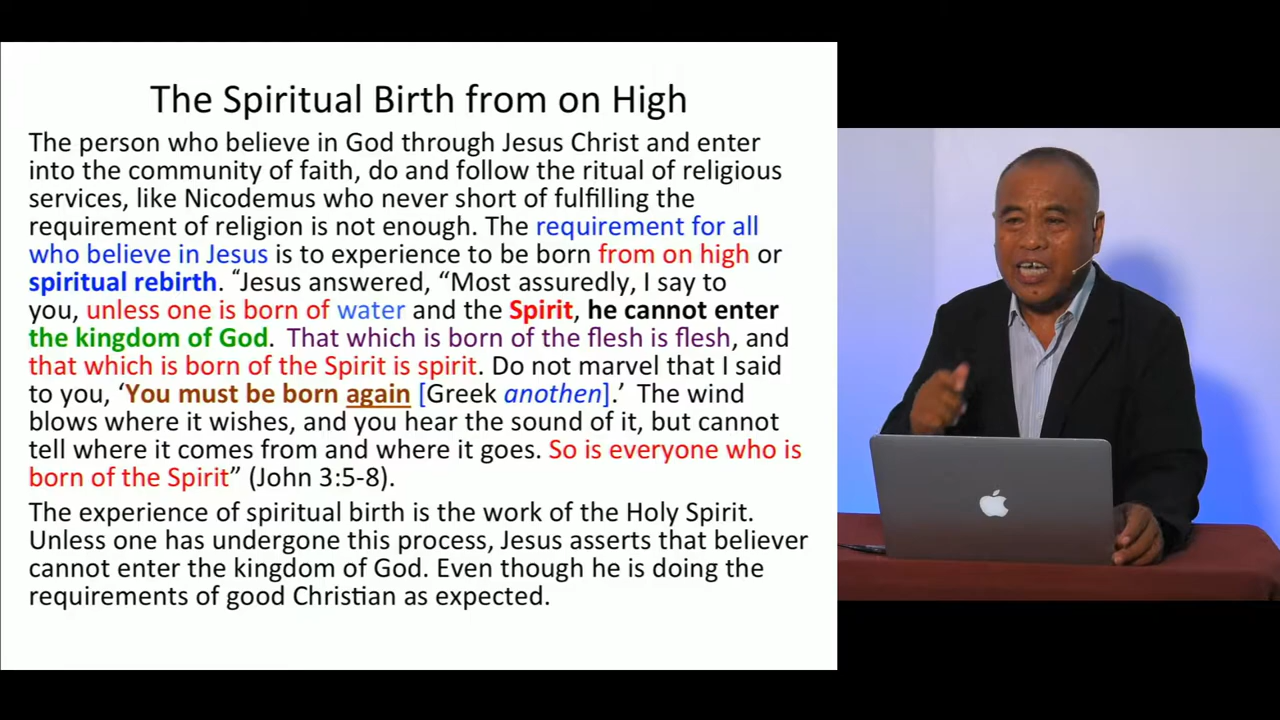 The Spiritual Birth from on High
The person who believe in God through Jesus Christ and enter
into the community of faith, do and follow the ritual of religious
services, like Nicodemus who never short of fulfilling the
requirement of religion is not enough. The requirement for all
who believe in Jesus is to experience to be born from on high or
spiritual rebirth. “Jesus answered, “Most assuredly, I say to
you, unless one is born of water and the Spirit, he cannot enter
the kingdom of God. That which is born of the flesh is flesh, and
that which is born of the Spirit is spirit. Do not marvel that I said
to you, ‘You must be born again [Greek anothen].’ The wind
blows where it wishes, and you hear the sound of it, but cannot
tell where it comes from and where it goes. So is everyone who is
born of the Spirit” (John 3:5-8).
The experience of spiritual birth is the work of the Holy Spirit.
Unless one has undergone this process, Jesus asserts that believer
cannot enter the kingdom of God. Even though he is doing the
requirements of good Christian as expected.